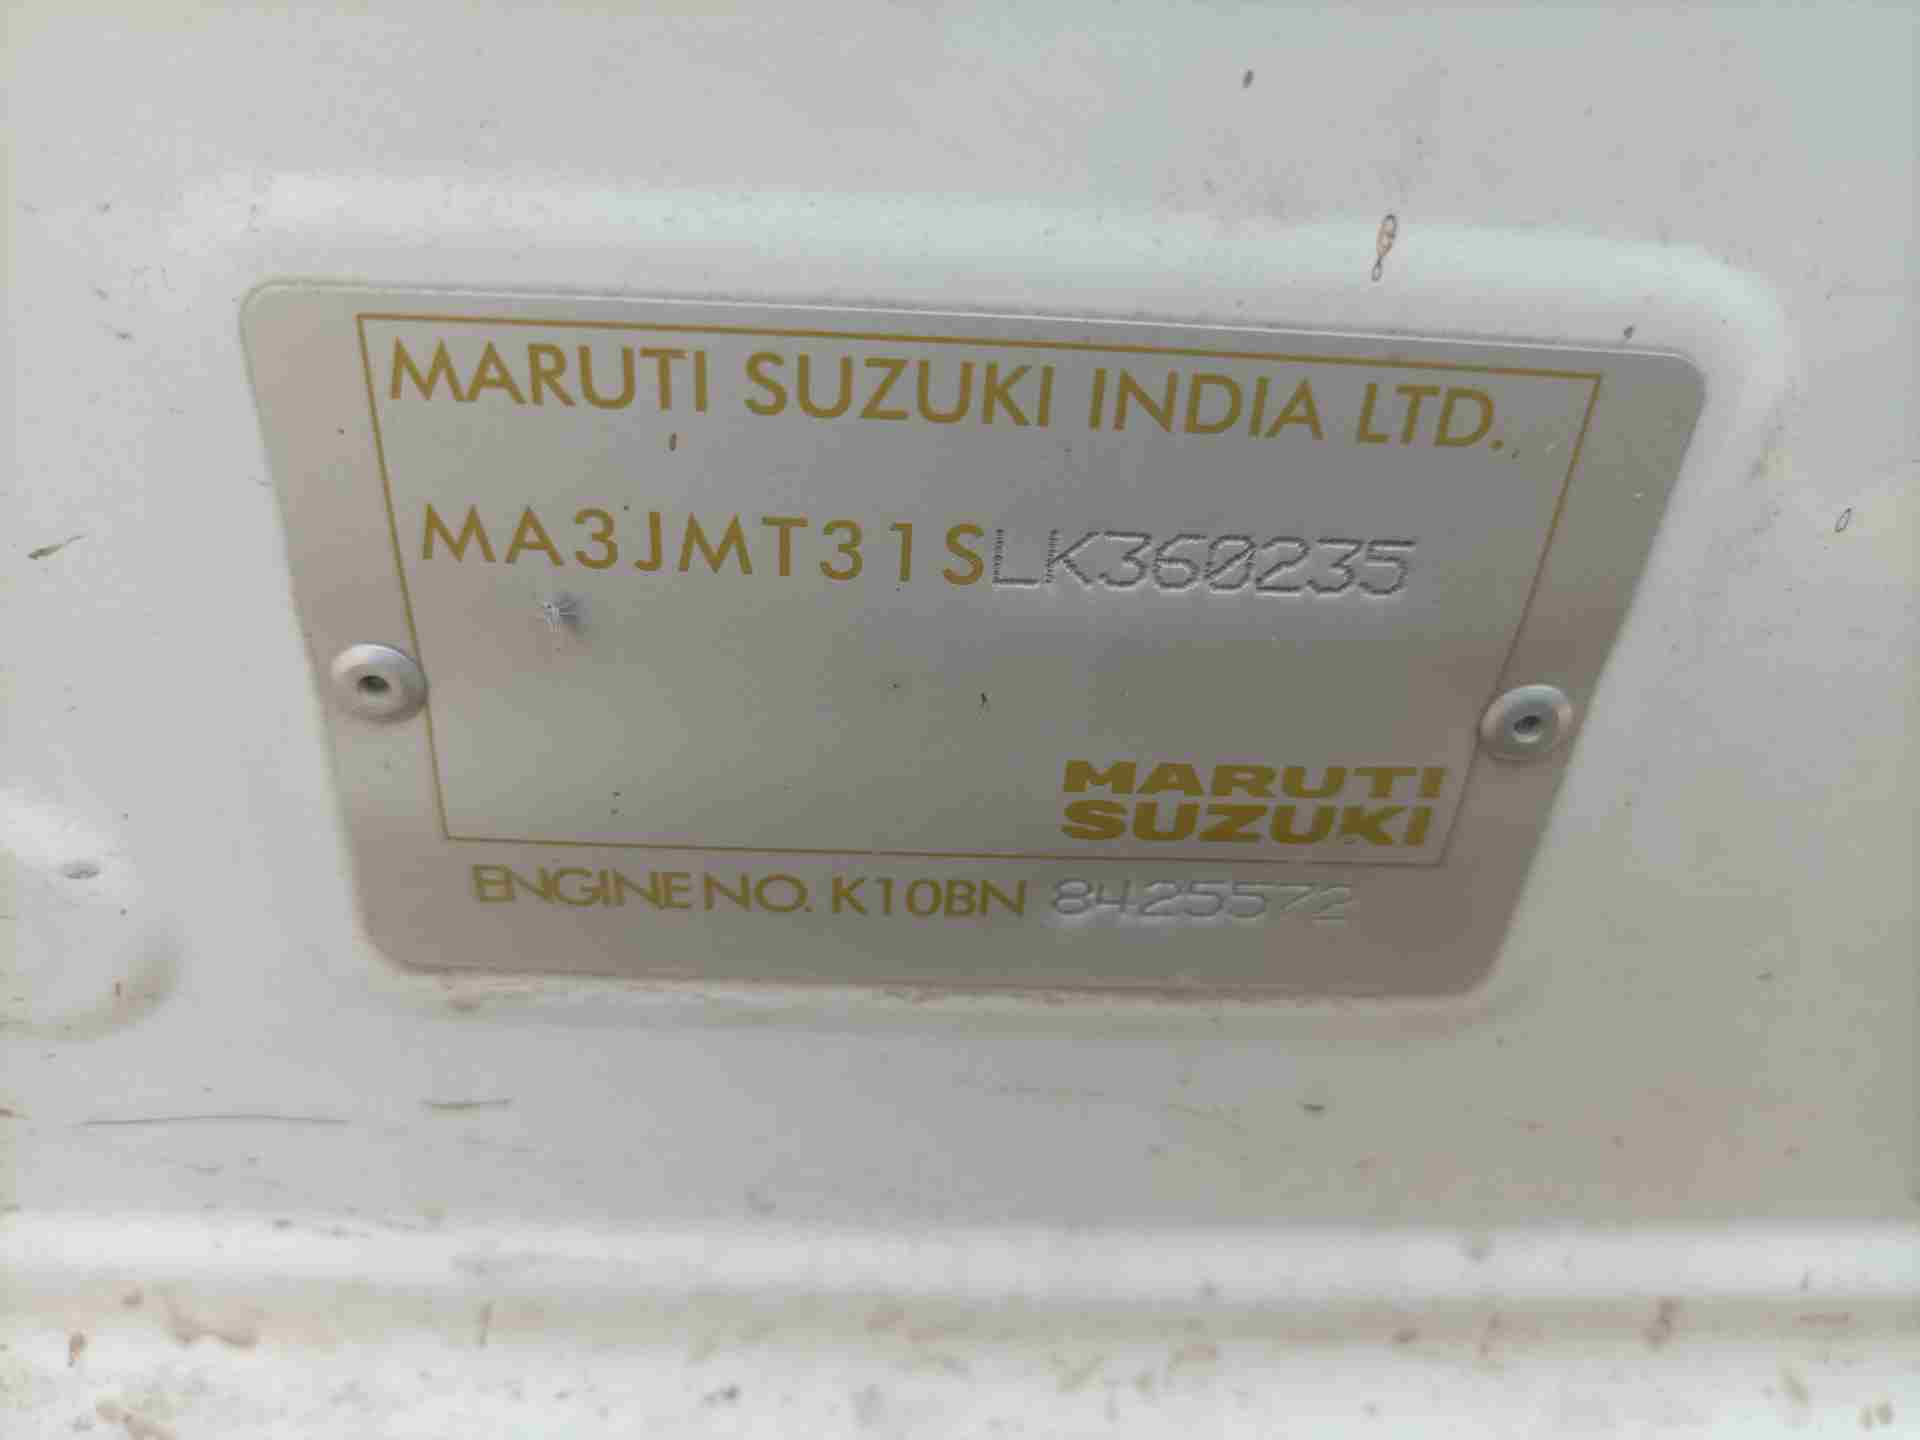 MARUTI SUZUKI INDIA LTD.
MA3JMT31SLK360235
MARUTI
SUZUKI
ENGINE NO. K10BN 8425572